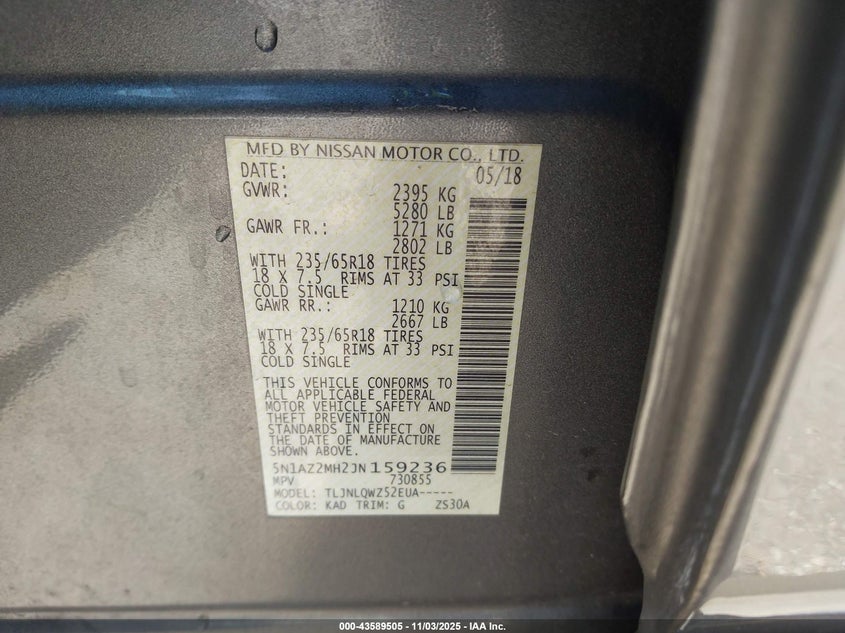 MFD BY NISSAN MOTOR CO., LTD.
DATE: 05/18
GVWR: 2395 KG
5280 LB
GAWR FR.: 1271 KG
2802 LB
WITH 235/65R18 TIRES
18 X 7.5 RIMS AT 33 PSI
COLD SINGLE
GAWR RR.: 1210 KG
2667 LB
WITH 235/65R18 TIRES
18 X 7.5 RIMS AT 33 PSI
COLD SINGLE
THIS VEHICLE CONFORMS TO
ALL APPLICABLE FEDERAL
MOTOR VEHICLE SAFETY AND
THEFT PREVENTION
STANDARDS IN EFFECT ON
THE DATE OF MANUFACTURE
SHOWN ABOVE.
5N1AZ2MH2JN159236
MPV 730855
MODEL: TLJNLQWZ52EUA-----
COLOR: KAD TRIM: G ZS30A
000-43589505 - 11/03/2025 - IAA Inc.